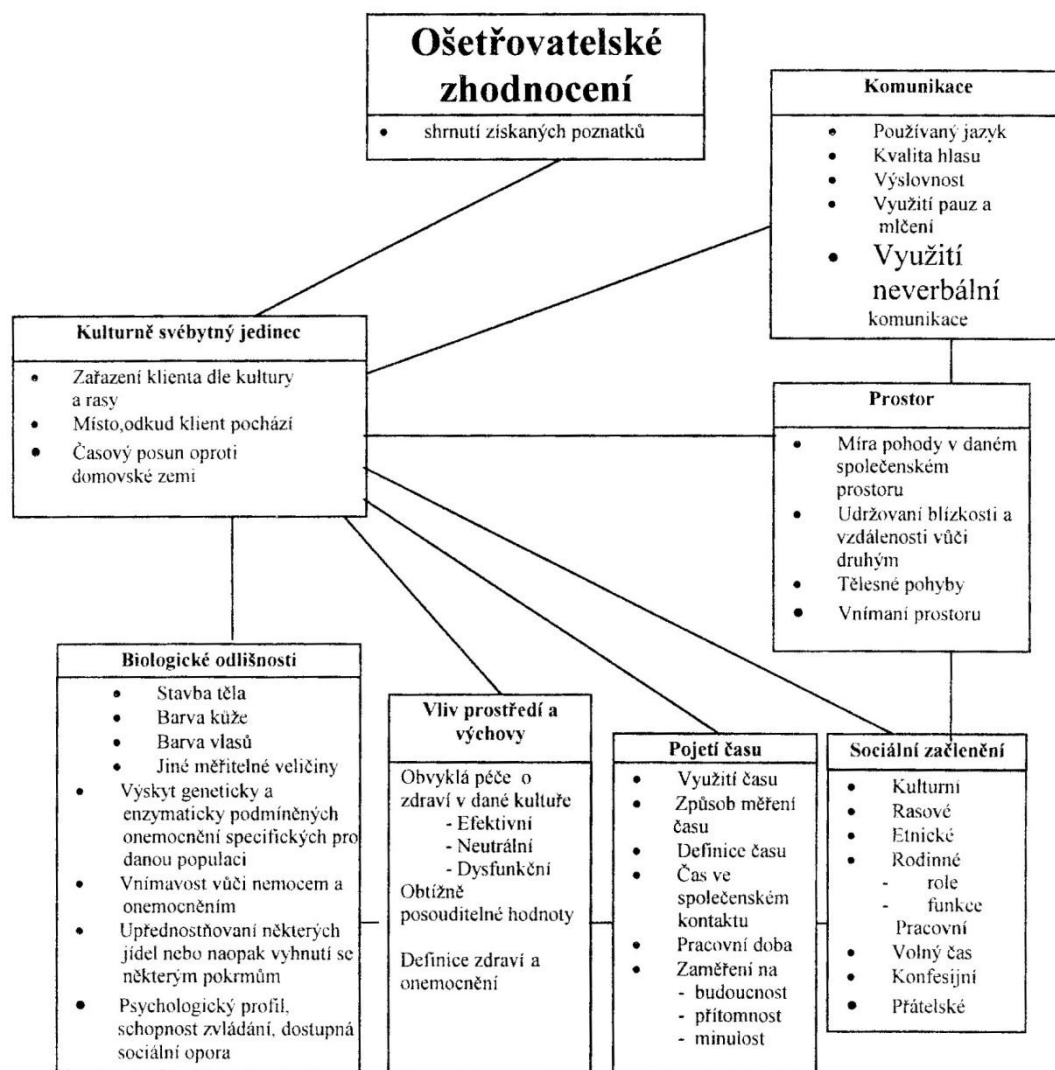 Ošetřovatelské
zhodnocení
• shrnutí získaných poznatků
Komunikace
• Používaný jazyk
• Kvalita hlasu
• Výslovnost
• Využití pauz a
mlčení
• Využití
neverbální
komunikace
Kulturně svébytný jedinec
• Zařazení klienta dle kultury
a rasy
• Místo,odkud klient pochází
• Časový posun oproti
domovské zemi
Prostor
• Míra pohody v daném
společenském
prostoru
• Udržovaní blízkosti a
vzdálenosti vůči
druhým
• Tělesné pohyby
• Vnímaní prostoru
Biologické odlišnosti
• Stavba těla
• Barva kůže
• Barva vlasů
• Jiné měřitelné veličiny
• Výskyt geneticky a
enzymaticky podmíněných
onemocnění specifických pro
danou populaci
• Vnímavost vůči nemocem a
onemocněním
• Upřednostňovaní některých
jídel nebo naopak vyhnutí se
některým pokrmům
• Psychologický profil,
schopnost zvládání, dostupná
sociální opora
Vliv prostředí a
výchovy
Obvyklá péče o
zdraví v dané kultuře
- Efektivní
- Neutrální
- Dysfunkční
Obtížně
posouditelné hodnoty
Definice zdraví a
onemocnění
Pojetí času
• Využití času
• Způsob měření
času
• Definice času
• Čas ve
společenském
kontaktu
• Pracovní doba
• Zaměření na
- budoucnost
- přítomnost
- minulost
Sociální začlenění
• Kulturní
• Rasové
• Etnické
• Rodinné
- role
- funkce
Pracovní
• Volný čas
• Konfesijní
• Přátelské